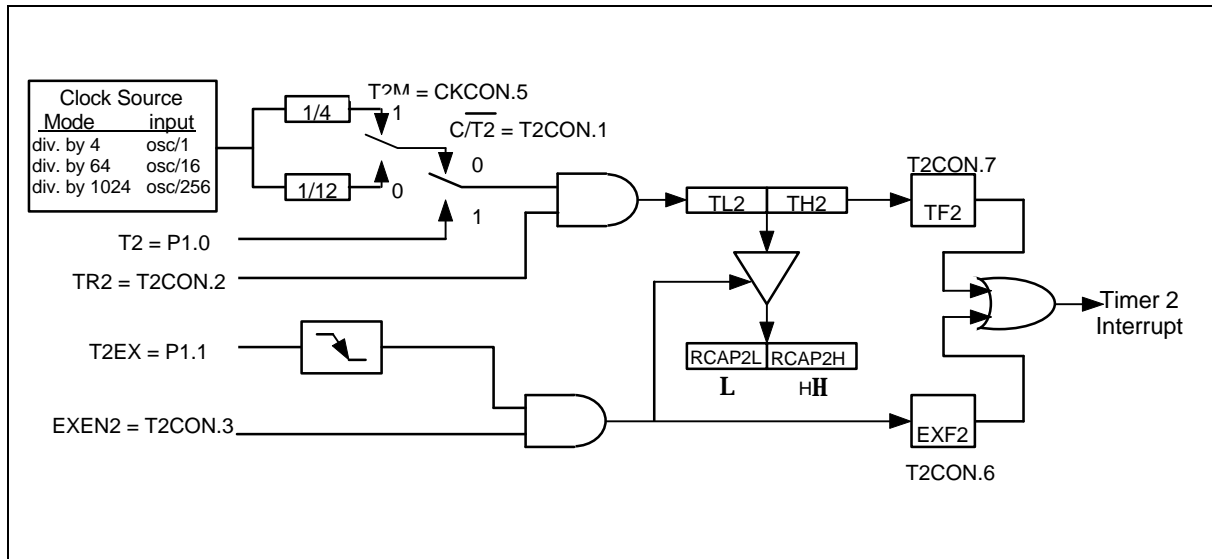 Clock Source
Mode input
div. by 4 osc/1
div. by 64 osc/16
div. by 1024 osc/256
1/4
1/12
T2M = CKCON.5
1
0
C/T2 = T2CON.1
0
1
T2 = P1.0
TR2 = T2CON.2
TL2 TH2
T2CON.7
TF2
Timer 2
Interrupt
T2EX = P1.1
RCAP2L RCAP2H
L HH
EXEN2 = T2CON.3
EXF2
T2CON.6